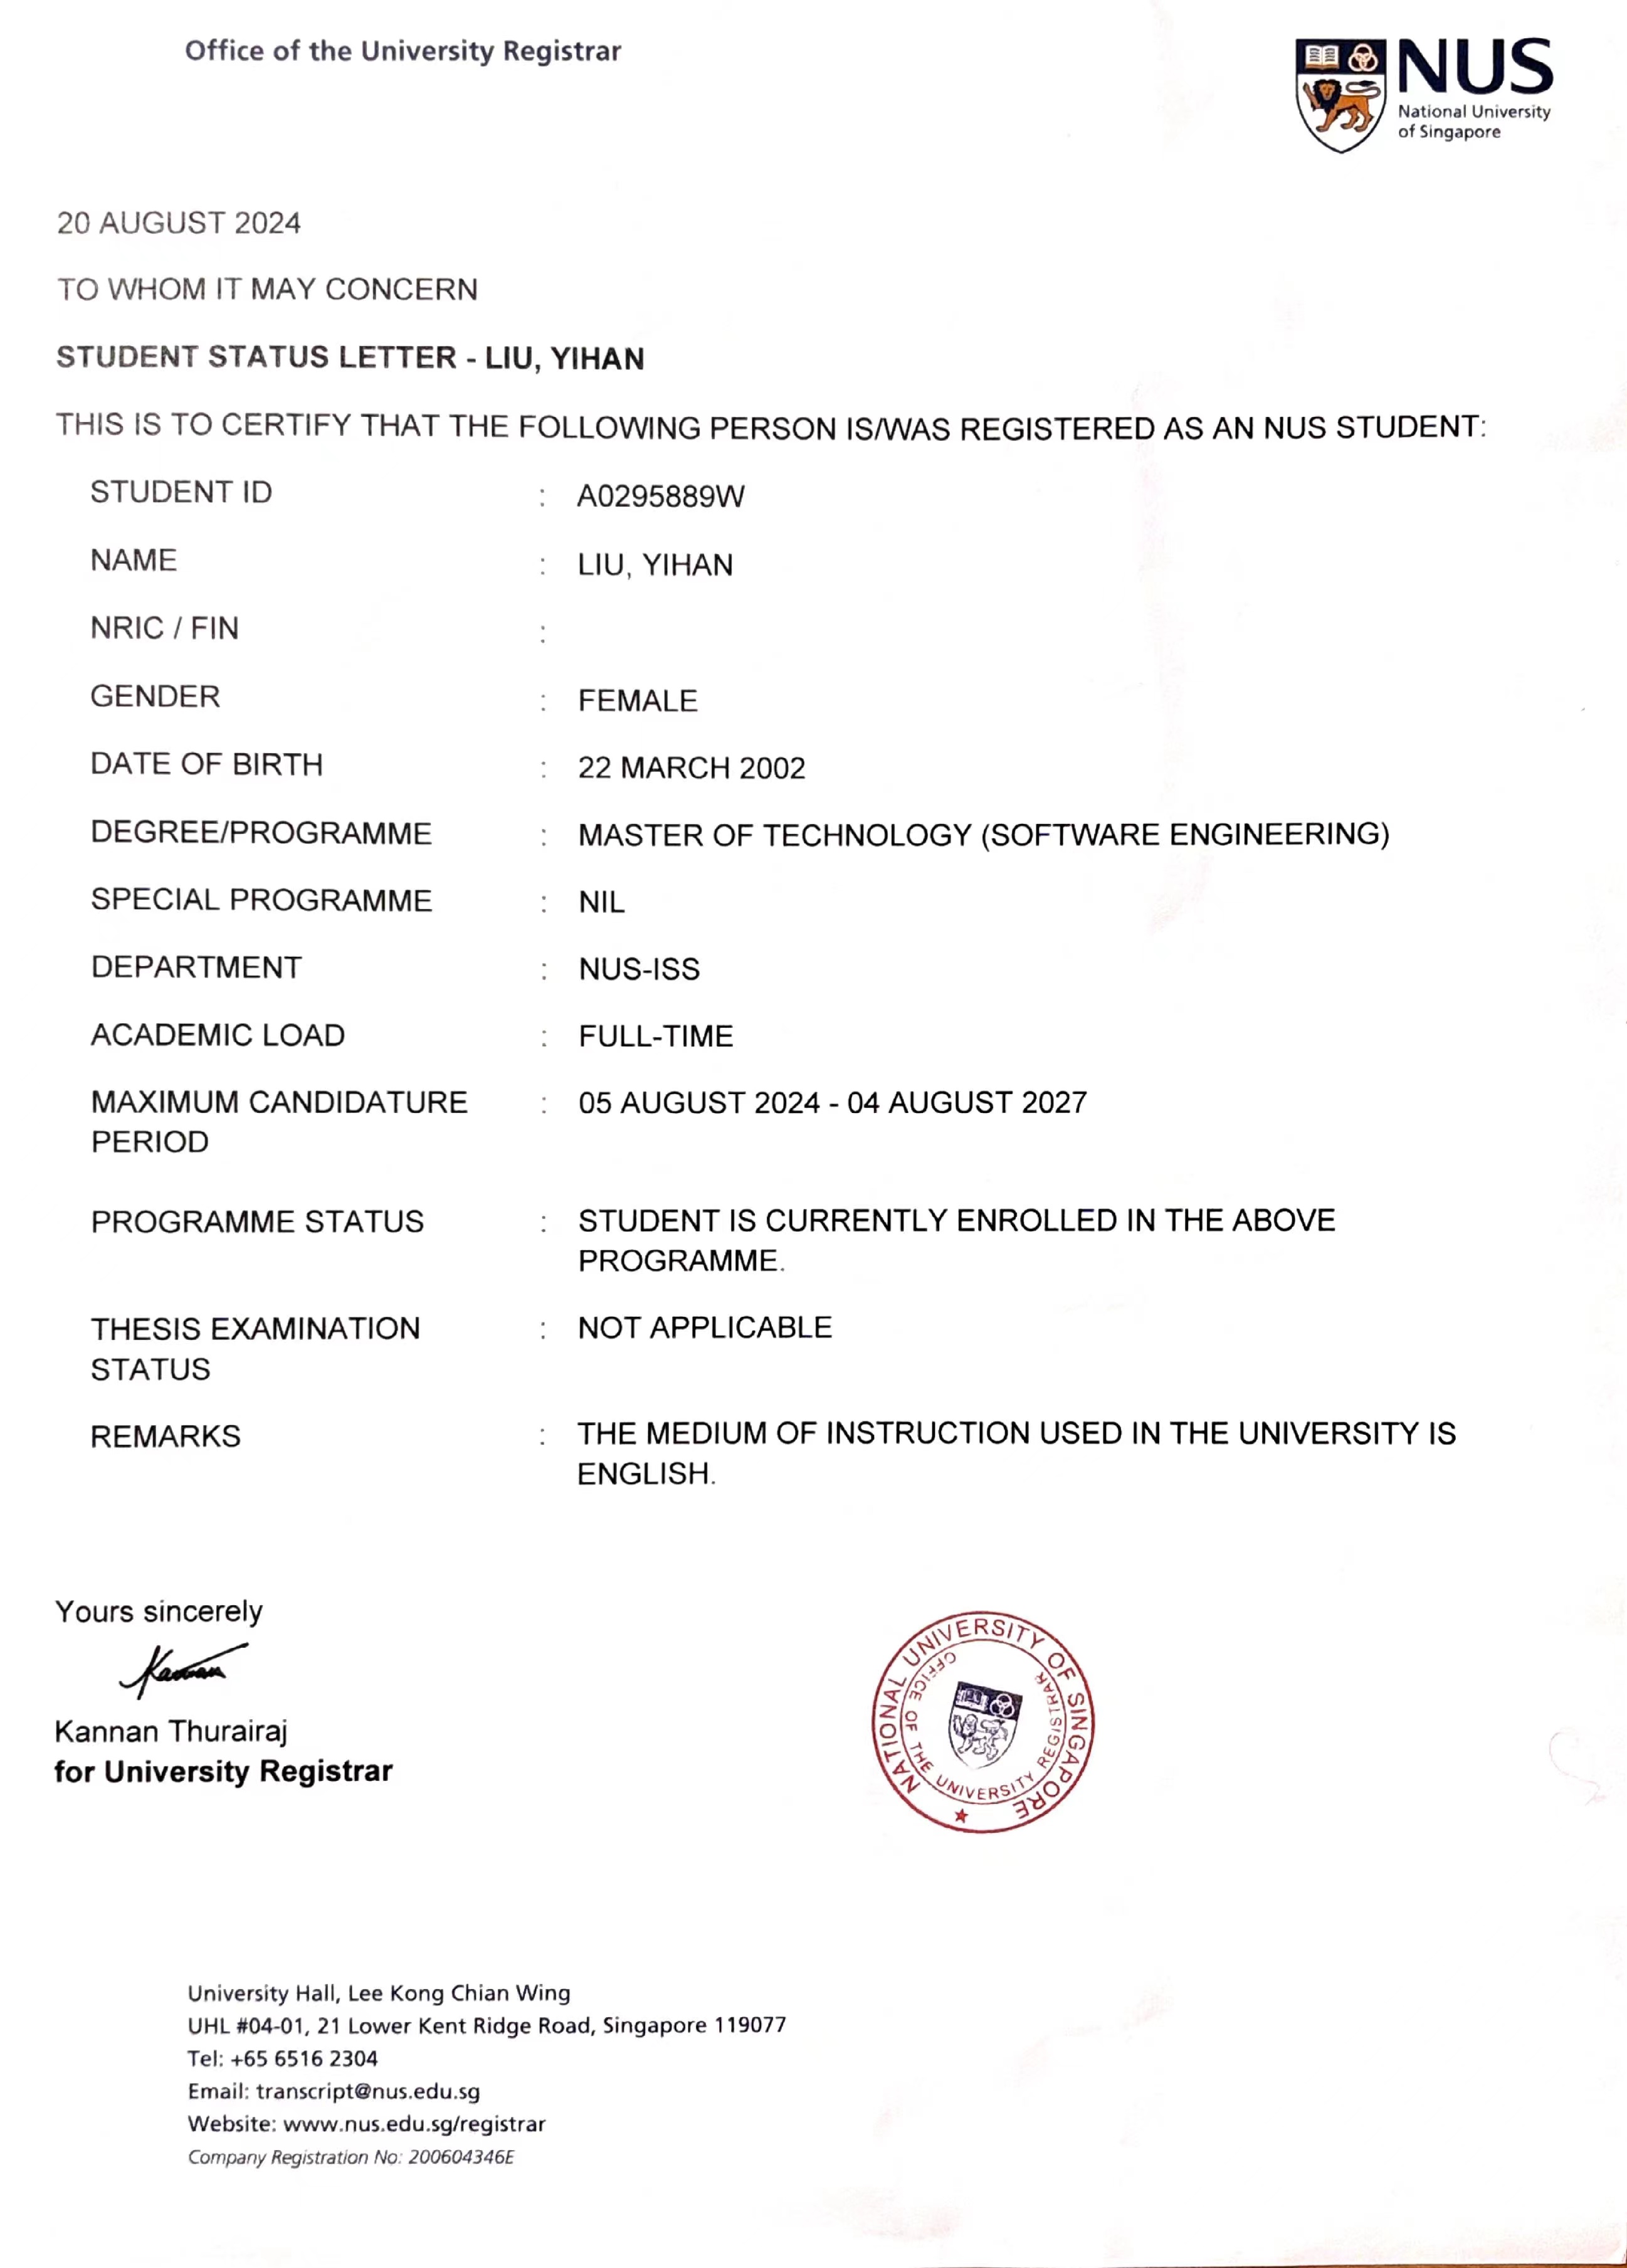 Office of the University Registrar
NUS
National University
of Singapore
20 AUGUST 2024
TO WHOM IT MAY CONCERN
STUDENT STATUS LETTER - LIU, YIHAN
THIS IS TO CERTIFY THAT THE FOLLOWING PERSON IS/WAS REGISTERED AS AN NUS STUDENT:
STUDENT ID : A0295889W
NAME : LIU, YIHAN
NRIC / FIN :
GENDER : FEMALE
DATE OF BIRTH : 22 MARCH 2002
DEGREE/PROGRAMME : MASTER OF TECHNOLOGY (SOFTWARE ENGINEERING)
SPECIAL PROGRAMME : NIL
DEPARTMENT : NUS-ISS
ACADEMIC LOAD : FULL-TIME
MAXIMUM CANDIDATURE : 05 AUGUST 2024 - 04 AUGUST 2027
PERIOD
PROGRAMME STATUS : STUDENT IS CURRENTLY ENROLLED IN THE ABOVE
PROGRAMME.
THESIS EXAMINATION : NOT APPLICABLE
STATUS
REMARKS : THE MEDIUM OF INSTRUCTION USED IN THE UNIVERSITY IS
ENGLISH.
Yours sincerely
Kannan
Kannan Thurairaj
for University Registrar
NATIONAL UNIVERSITY OF SINGAPORE
OFFICE OF THE UNIVERSITY REGISTRAR
University Hall, Lee Kong Chian Wing
UHL #04-01, 21 Lower Kent Ridge Road, Singapore 119077
Tel: +65 6516 2304
Email: transcript@nus.edu.sg
Website: www.nus.edu.sg/registrar
Company Registration No: 200604346E